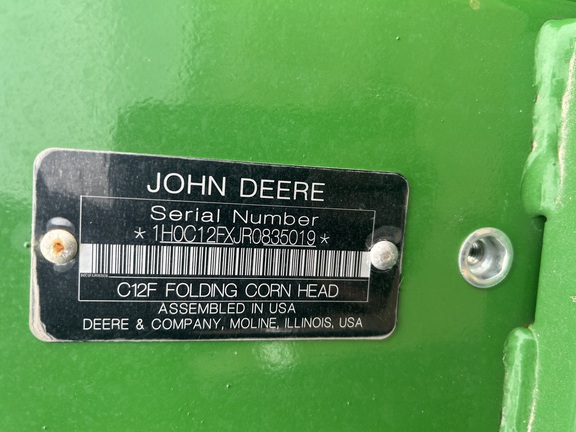 JOHN DEERE
Serial Number
*1H0C12FXJR0835019*
C12F FOLDING CORN HEAD
ASSEMBLED IN USA
DEERE & COMPANY, MOLINE, ILLINOIS, USA